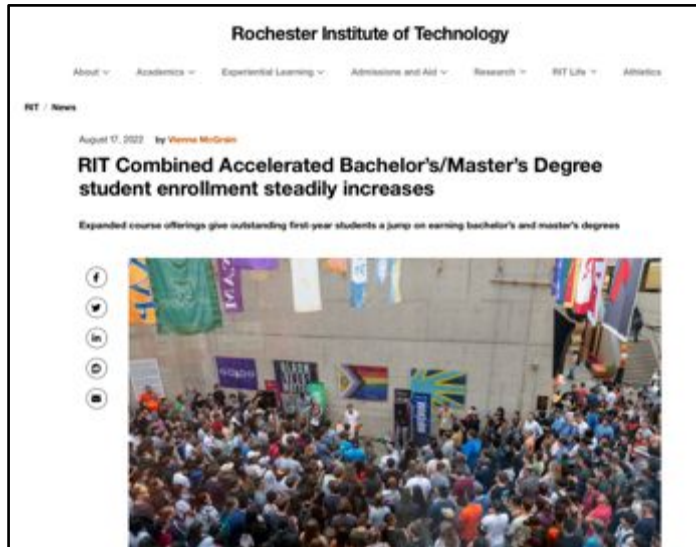 Rochester Institute of Technology
About Academics Experiential Learning Admissions and Aid Research RIT Life Athletics
RIT / News
August 17, 2022 by Vienna McGrain
RIT Combined Accelerated Bachelor's/Master's Degree
student enrollment steadily increases
Expanded course offerings give outstanding first-year students a jump on earning bachelor's and master's degrees
BLACK
LIVES